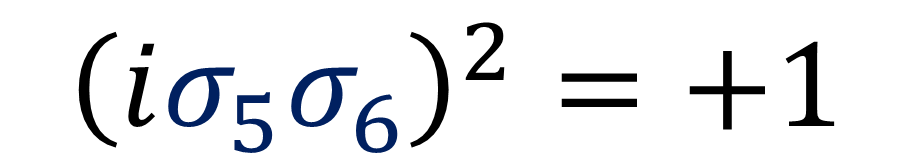 (iσ₅σ₆)² = +1